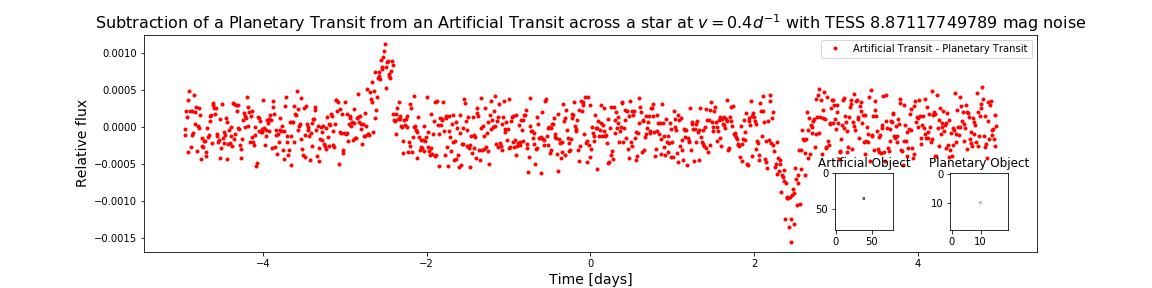 Subtraction of a Planetary Transit from an Artificial Transit across a star at v = 0.4d⁻¹ with TESS 8.87117749789 mag noise
Artificial Transit - Planetary Transit
Relative flux
0.0010
0.0005
0.0000
−0.0005
−0.0010
−0.0015
Artificial Object
0
50
0 50
Planetary Object
0
10
0 10
−4 −2 0 2 4
Time [days]